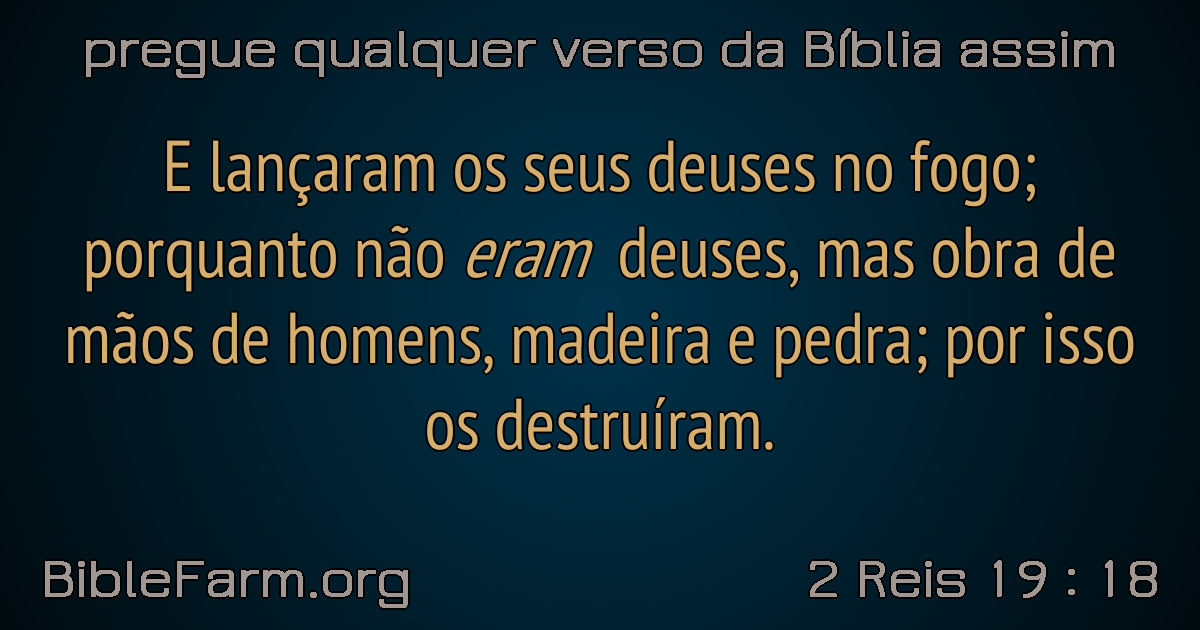 pregue qualquer verso da Bíblia assim
E lançaram os seus deuses no fogo;
porquanto não eram deuses, mas obra de
mãos de homens, madeira e pedra; por isso
os destruíram.
BibleFarm.org
2 Reis 19 : 18